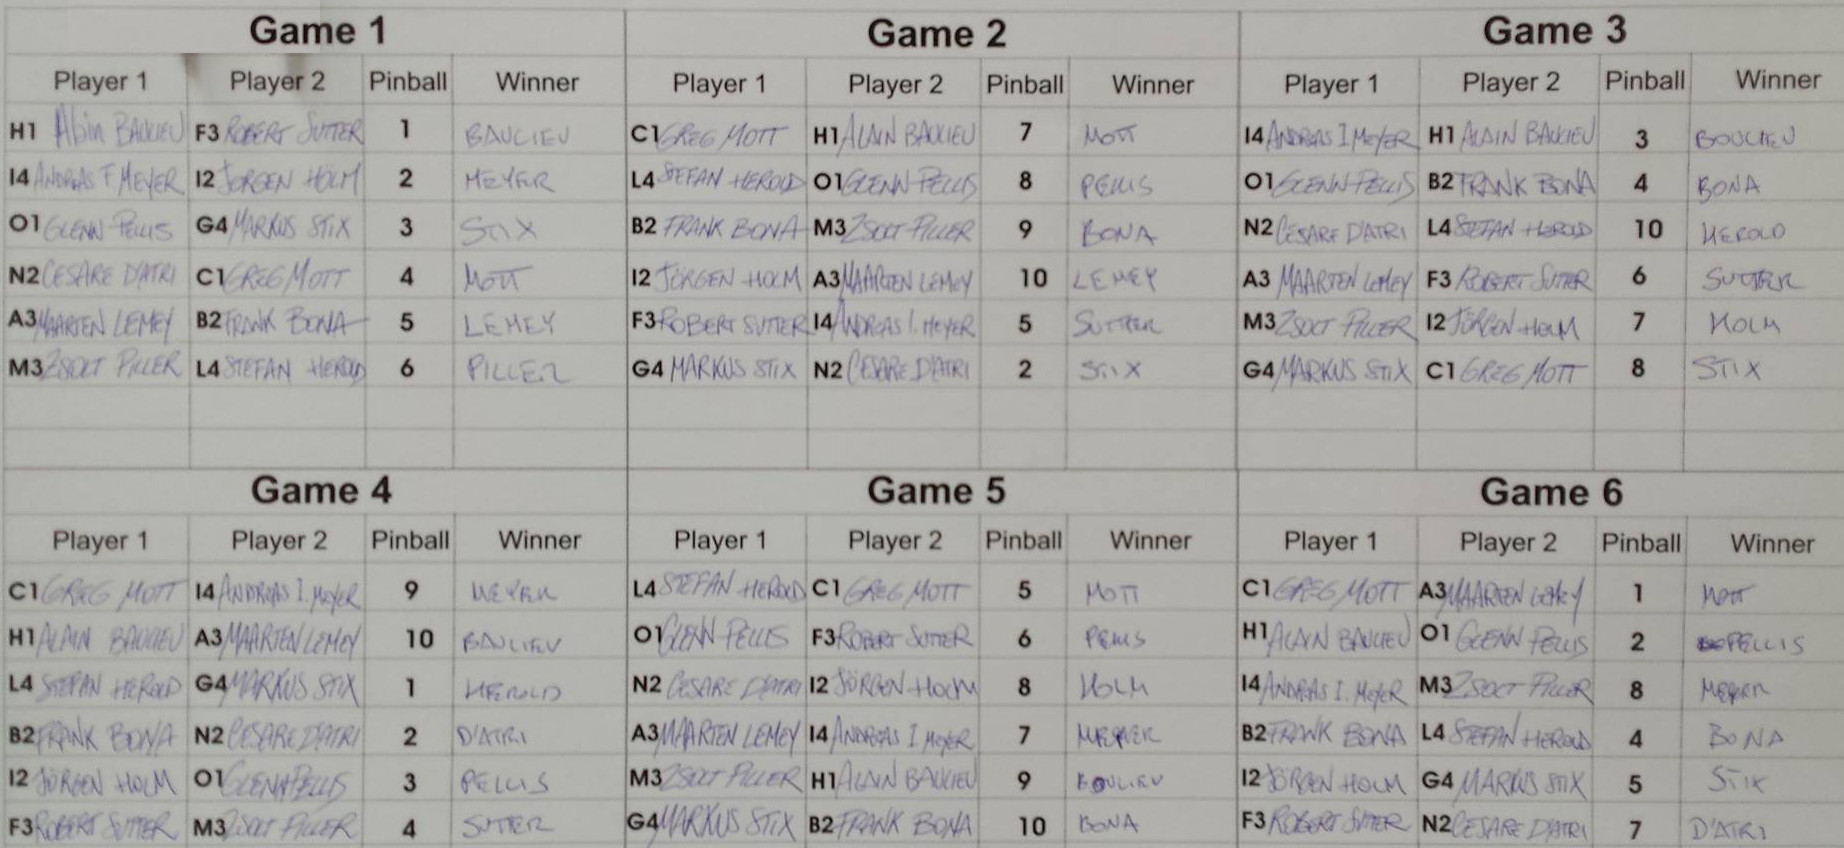 Game 1 Game 2 Game 3
Player 1 Player 2 Pinball Winner Player 1 Player 2 Pinball Winner Player 1 Player 2 Pinball Winner
H1 BAULIEU F3 ROBERT SUTTER 1 BAULIEU C1 GREG MOTT H1 ALAIN BAULIEU 7 MOTT I4 ANDREAS I MEYER H1 ALAIN BAULIEU 3 BOULIEU
I4 ANDREAS F MEYER I2 JORGEN HOLM 2 MEYER L4 STEFAN HEROLD O1 GLENN PELLIS 8 PELLIS O1 GLENN PELLIS B2 FRANK BONA 4 BONA
O1 GLENN PELLIS G4 MARKUS STIX 3 STIX B2 FRANK BONA M3 ZSOLT PILLER 9 BONA N2 CESARE D'ATRI L4 STEFAN HEROLD 10 HEROLD
N2 CESARE D'ATRI C1 GREG MOTT 4 MOTT I2 JÖRGEN HOLM A3 MAARTEN LEMEY 10 LEMEY A3 MAARTEN LEMEY F3 ROBERT SUTTER 6 SUTTER
A3 MAARTEN LEMEY B2 FRANK BONA 5 LEMEY F3 ROBERT SUTTER I4 ANDREAS I. MEYER 5 SUTTER M3 ZSOLT PILLER I2 JÖRGEN HOLM 7 HOLM
M3 ZSOLT PILLER L4 STEFAN HEROLD 6 PILLER G4 MARKUS STIX N2 CESARE D'ATRI 2 STIX G4 MARKUS STIX C1 GREG MOTT 8 STIX
Game 4 Game 5 Game 6
Player 1 Player 2 Pinball Winner Player 1 Player 2 Pinball Winner Player 1 Player 2 Pinball Winner
C1 GREG MOTT I4 ANDREAS I. MEYER 9 MEYER L4 STEFAN HEROLD C1 GREG MOTT 5 MOTT C1 GREG MOTT A3 MAARTEN LEMEY 1 MOTT
H1 ALAIN BAULIEU A3 MAARTEN LEMEY 10 BAULIEU O1 GLENN PELLIS F3 ROBERT SUTTER 6 PELLIS H1 ALAIN BAULIEU O1 GLENN PELLIS 2 PELLIS
L4 STEFAN HEROLD G4 MARKUS STIX 1 HEROLD N2 CESARE D'ATRI I2 JÖRGEN HOLM 8 HOLM I4 ANDREAS I. MEYER M3 ZSOLT PILLER 8 MEYER
B2 FRANK BONA N2 CESARE D'ATRI 2 D'ATRI A3 MAARTEN LEMEY I4 ANDREAS I MEYER 7 MEYER B2 FRANK BONA L4 STEFAN HEROLD 4 BONA
I2 JÖRGEN HOLM O1 GLENN PELLIS 3 PELLIS M3 ZSOLT PILLER H1 ALAIN BAULIEU 9 BOULIEU I2 JÖRGEN HOLM G4 MARKUS STIX 5 STIX
F3 ROBERT SUTTER M3 ZSOLT PILLER 4 SUTTER G4 MARKUS STIX B2 FRANK BONA 10 BONA F3 ROBERT SUTTER N2 CESARE D'ATRI 7 D'ATRI